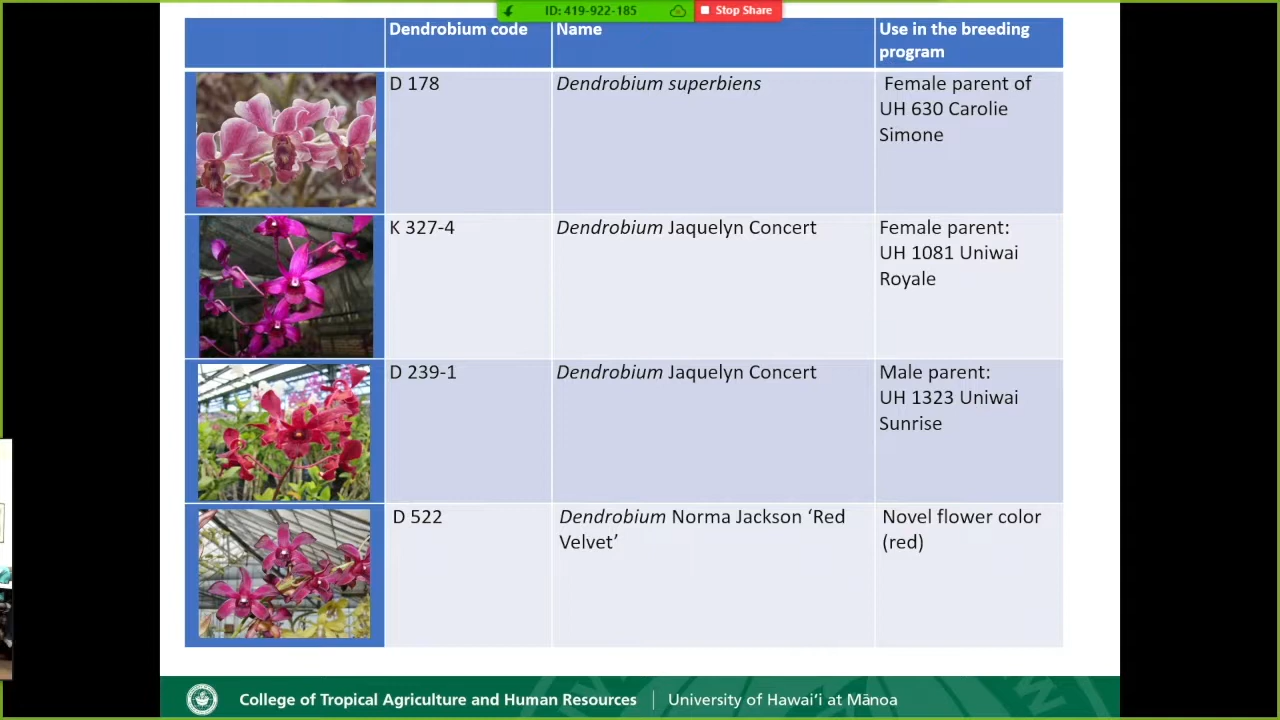 ID: 419-922-185
Stop Share
Dendrobium code
Name
Use in the breeding
program
D 178
Dendrobium superbiens
Female parent of
UH 630 Carolie
Simone
K 327-4
Dendrobium Jaquelyn Concert
Female parent:
UH 1081 Uniwai
Royale
D 239-1
Dendrobium Jaquelyn Concert
Male parent:
UH 1323 Uniwai
Sunrise
D 522
Dendrobium Norma Jackson ‘Red
Velvet’
Novel flower color
(red)
College of Tropical Agriculture and Human Resources | University of Hawai‘i at Mānoa